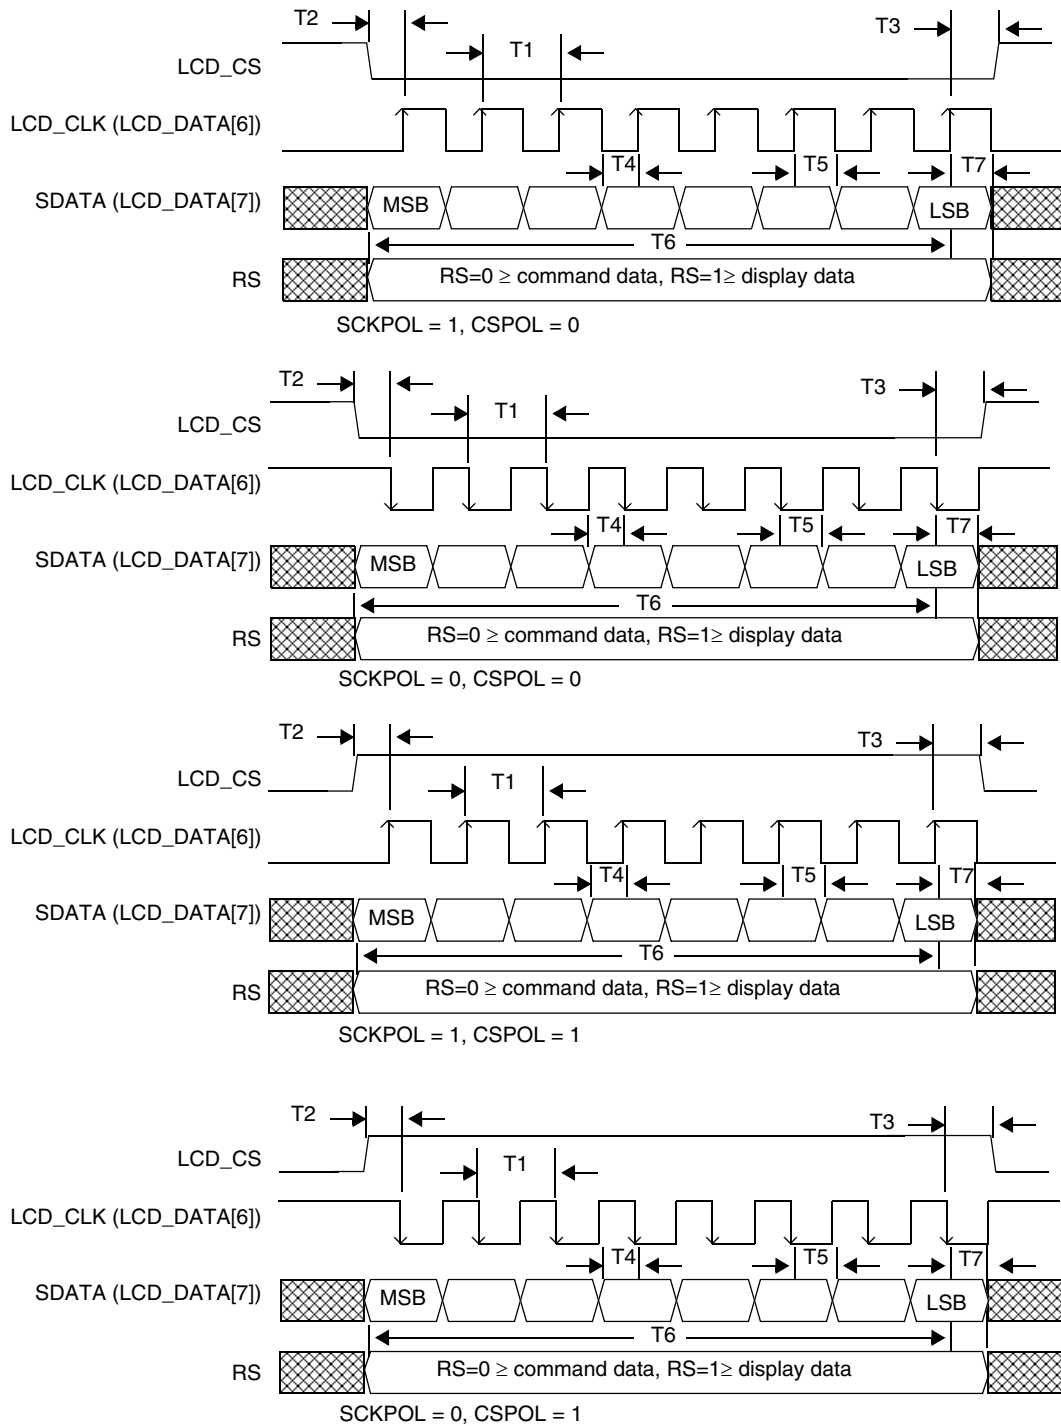 T2
T3
T1
LCD_CS
LCD_CLK (LCD_DATA[6])
T4
T5
T7
SDATA (LCD_DATA[7])
MSB
LSB
T6
RS
RS=0 ≥ command data, RS=1≥ display data
SCKPOL = 1, CSPOL = 0
T2
T3
T1
LCD_CS
LCD_CLK (LCD_DATA[6])
T4
T5
T7
SDATA (LCD_DATA[7])
MSB
LSB
T6
RS
RS=0 ≥ command data, RS=1≥ display data
SCKPOL = 0, CSPOL = 0
T2
T3
T1
LCD_CS
LCD_CLK (LCD_DATA[6])
T4
T5
T7
SDATA (LCD_DATA[7])
MSB
LSB
T6
RS
RS=0 ≥ command data, RS=1≥ display data
SCKPOL = 1, CSPOL = 1
T2
T3
T1
LCD_CS
LCD_CLK (LCD_DATA[6])
T4
T5
T7
SDATA (LCD_DATA[7])
MSB
LSB
T6
RS
RS=0 ≥ command data, RS=1≥ display data
SCKPOL = 0, CSPOL = 1